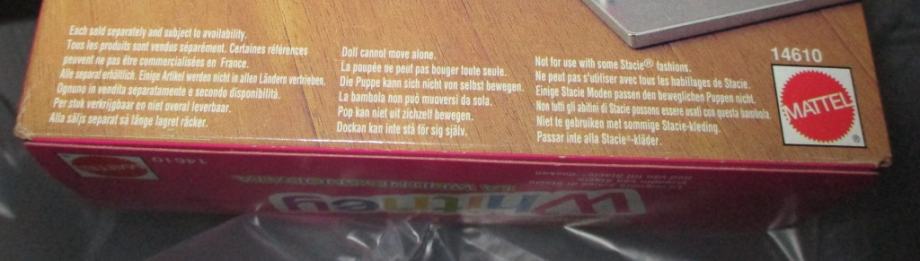 Each sold separately and subject to availability.
Tous les produits sont vendus séparément. Certaines références
peuvent ne pas être commercialisées en France.
Alle separat erhältlich. Einige Artikel werden nicht in allen Ländern vertrieben.
Ognuno in vendita separatamente e secondo disponibilità.
Per stuk verkrijgbaar en niet overal leverbaar.
Alla säljs separat så länge lagret räcker.
Doll cannot move alone.
La poupée ne peut pas bouger toute seule.
Die Puppe kann sich nicht von selbst bewegen.
La bambola non può muoversi da sola.
Pop kan niet uit zichzelf bewegen.
Dockan kan inte stå för sig själv.
Not for use with some Stacie® fashions.
Ne peut pas s'utiliser avec tous les habillages de Stacie.
Einige Stacie Moden passen den beweglichen Puppen nicht.
Non tutti gli abitini di Stacie possono essere usati con questa bambola.
Niet te gebruiken met sommige Stacie-kleding.
Passar inte alla Stacie®-kläder.
14610
MATTEL
®
14610
Whitney